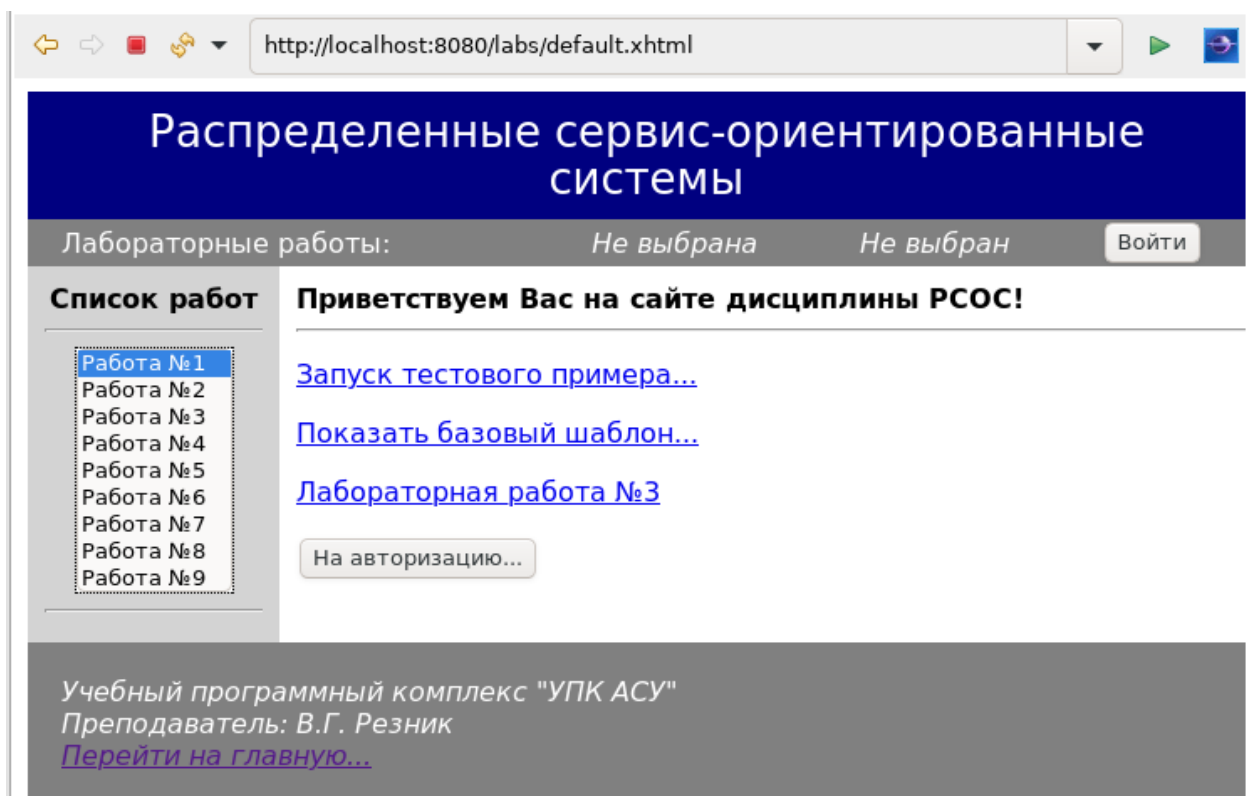 http://localhost:8080/labs/default.xhtml
Распределенные сервис-ориентированные
системы
Лабораторные работы: Не выбрана Не выбран Войти
Список работ
Работа №1
Работа №2
Работа №3
Работа №4
Работа №5
Работа №6
Работа №7
Работа №8
Работа №9
Приветствуем Вас на сайте дисциплины РСОС!
Запуск тестового примера...
Показать базовый шаблон...
Лабораторная работа №3
На авторизацию...
Учебный программный комплекс "УПК АСУ"
Преподаватель: В.Г. Резник
Перейти на главную...